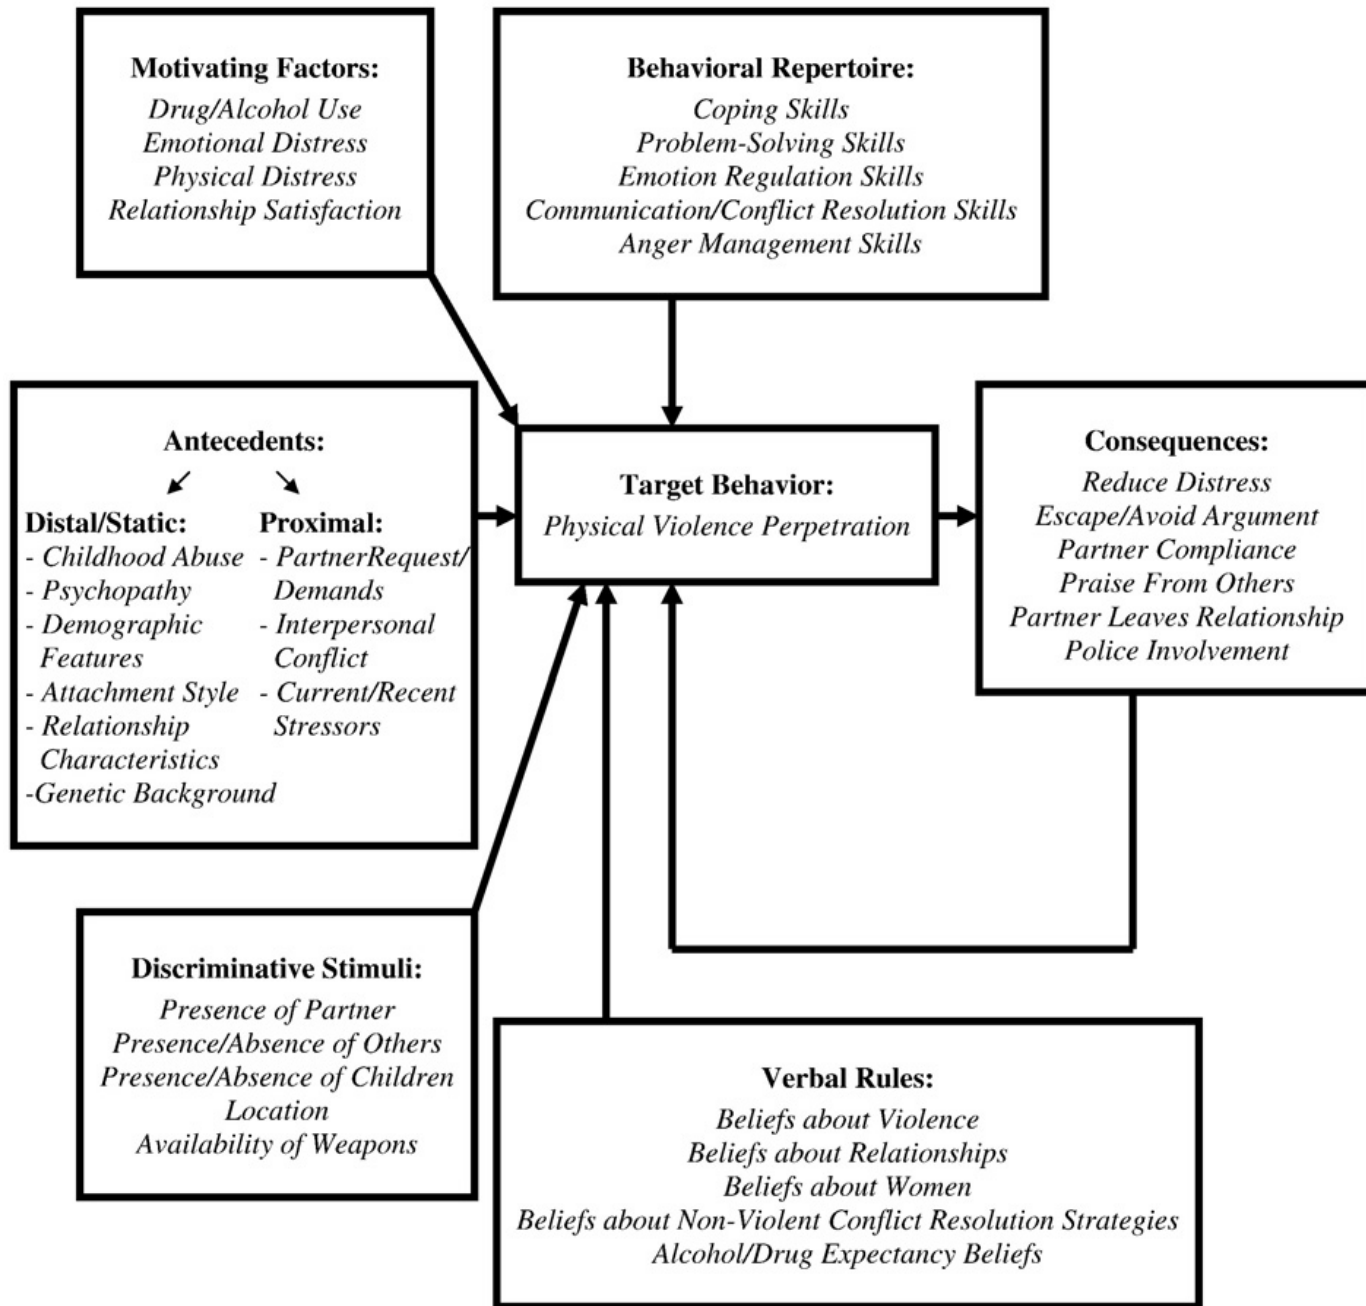 Motivating Factors:
Drug/Alcohol Use
Emotional Distress
Physical Distress
Relationship Satisfaction
Behavioral Repertoire:
Coping Skills
Problem-Solving Skills
Emotion Regulation Skills
Communication/Conflict Resolution Skills
Anger Management Skills
Antecedents:
Distal/Static:
- Childhood Abuse
- Psychopathy
- Demographic
Features
- Attachment Style
- Relationship
Characteristics
-Genetic Background
Proximal:
- PartnerRequest/
Demands
- Interpersonal
Conflict
- Current/Recent
Stressors
Target Behavior:
Physical Violence Perpetration
Consequences:
Reduce Distress
Escape/Avoid Argument
Partner Compliance
Praise From Others
Partner Leaves Relationship
Police Involvement
Discriminative Stimuli:
Presence of Partner
Presence/Absence of Others
Presence/Absence of Children
Location
Availability of Weapons
Verbal Rules:
Beliefs about Violence
Beliefs about Relationships
Beliefs about Women
Beliefs about Non-Violent Conflict Resolution Strategies
Alcohol/Drug Expectancy Beliefs